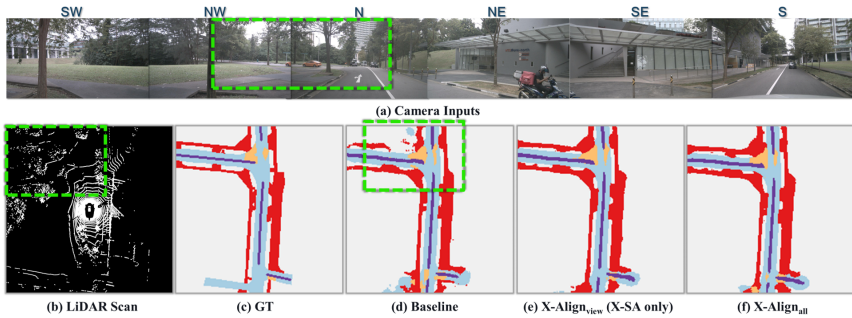 SW NW N NE SE S
(a) Camera Inputs
(b) LiDAR Scan (c) GT (d) Baseline (e) X-Align_view (X-SA only) (f) X-Align_all